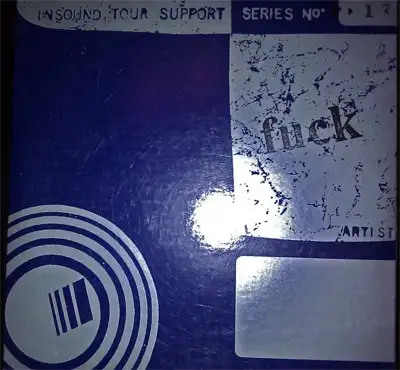 INSOUND TOUR SUPPORT SERIES NO.
fuck
ARTIST